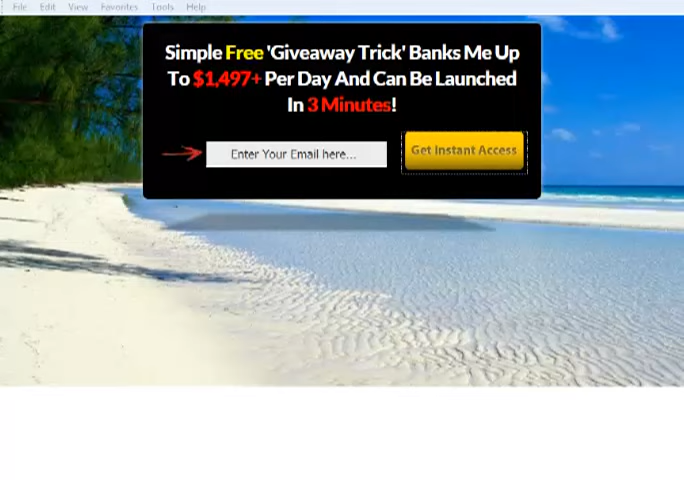 File Edit View Favorites Tools Help
Simple Free 'Giveaway Trick' Banks Me Up
To $1,497+ Per Day And Can Be Launched
In 3 Minutes!
Enter Your Email here...
Get Instant Access